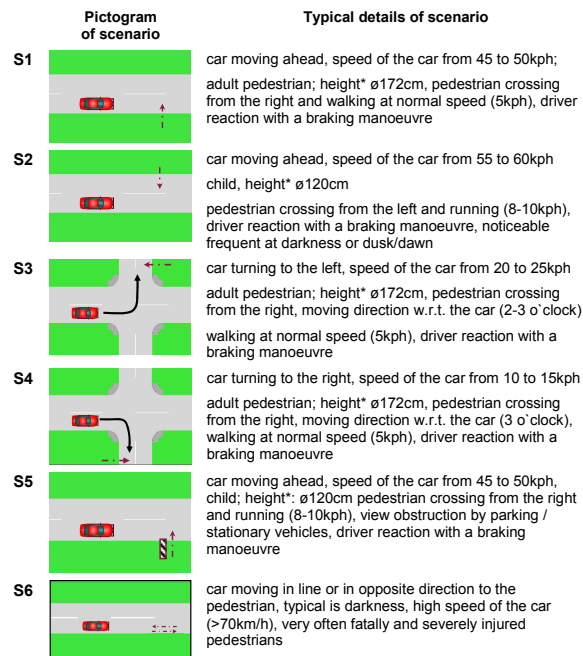 Pictogram of scenario
Typical details of scenario
S1
car moving ahead, speed of the car from 45 to 50kph;
adult pedestrian; height* ø172cm, pedestrian crossing
from the right and walking at normal speed (5kph), driver
reaction with a braking manoeuvre
S2
car moving ahead, speed of the car from 55 to 60kph
child, height* ø120cm
pedestrian crossing from the left and running (8-10kph),
driver reaction with a braking manoeuvre, noticeable
frequent at darkness or dusk/dawn
S3
car turning to the left, speed of the car from 20 to 25kph
adult pedestrian; height* ø172cm, pedestrian crossing
from the right, moving direction w.r.t. the car (2-3 o`clock)
walking at normal speed (5kph), driver reaction with a
braking manoeuvre
S4
car turning to the right, speed of the car from 10 to 15kph
adult pedestrian; height* ø172cm, pedestrian crossing
from the right, moving direction w.r.t. the car (3 o`clock),
walking at normal speed (5kph), driver reaction with a
braking manoeuvre
S5
car moving ahead, speed of the car from 45 to 50kph,
child; height*: ø120cm pedestrian crossing from the right
and running (8-10kph), view obstruction by parking /
stationary vehicles, driver reaction with a braking
manoeuvre
S6
car moving in line or in opposite direction to the
pedestrian, typical is darkness, high speed of the car
(>70km/h), very often fatally and severely injured
pedestrians